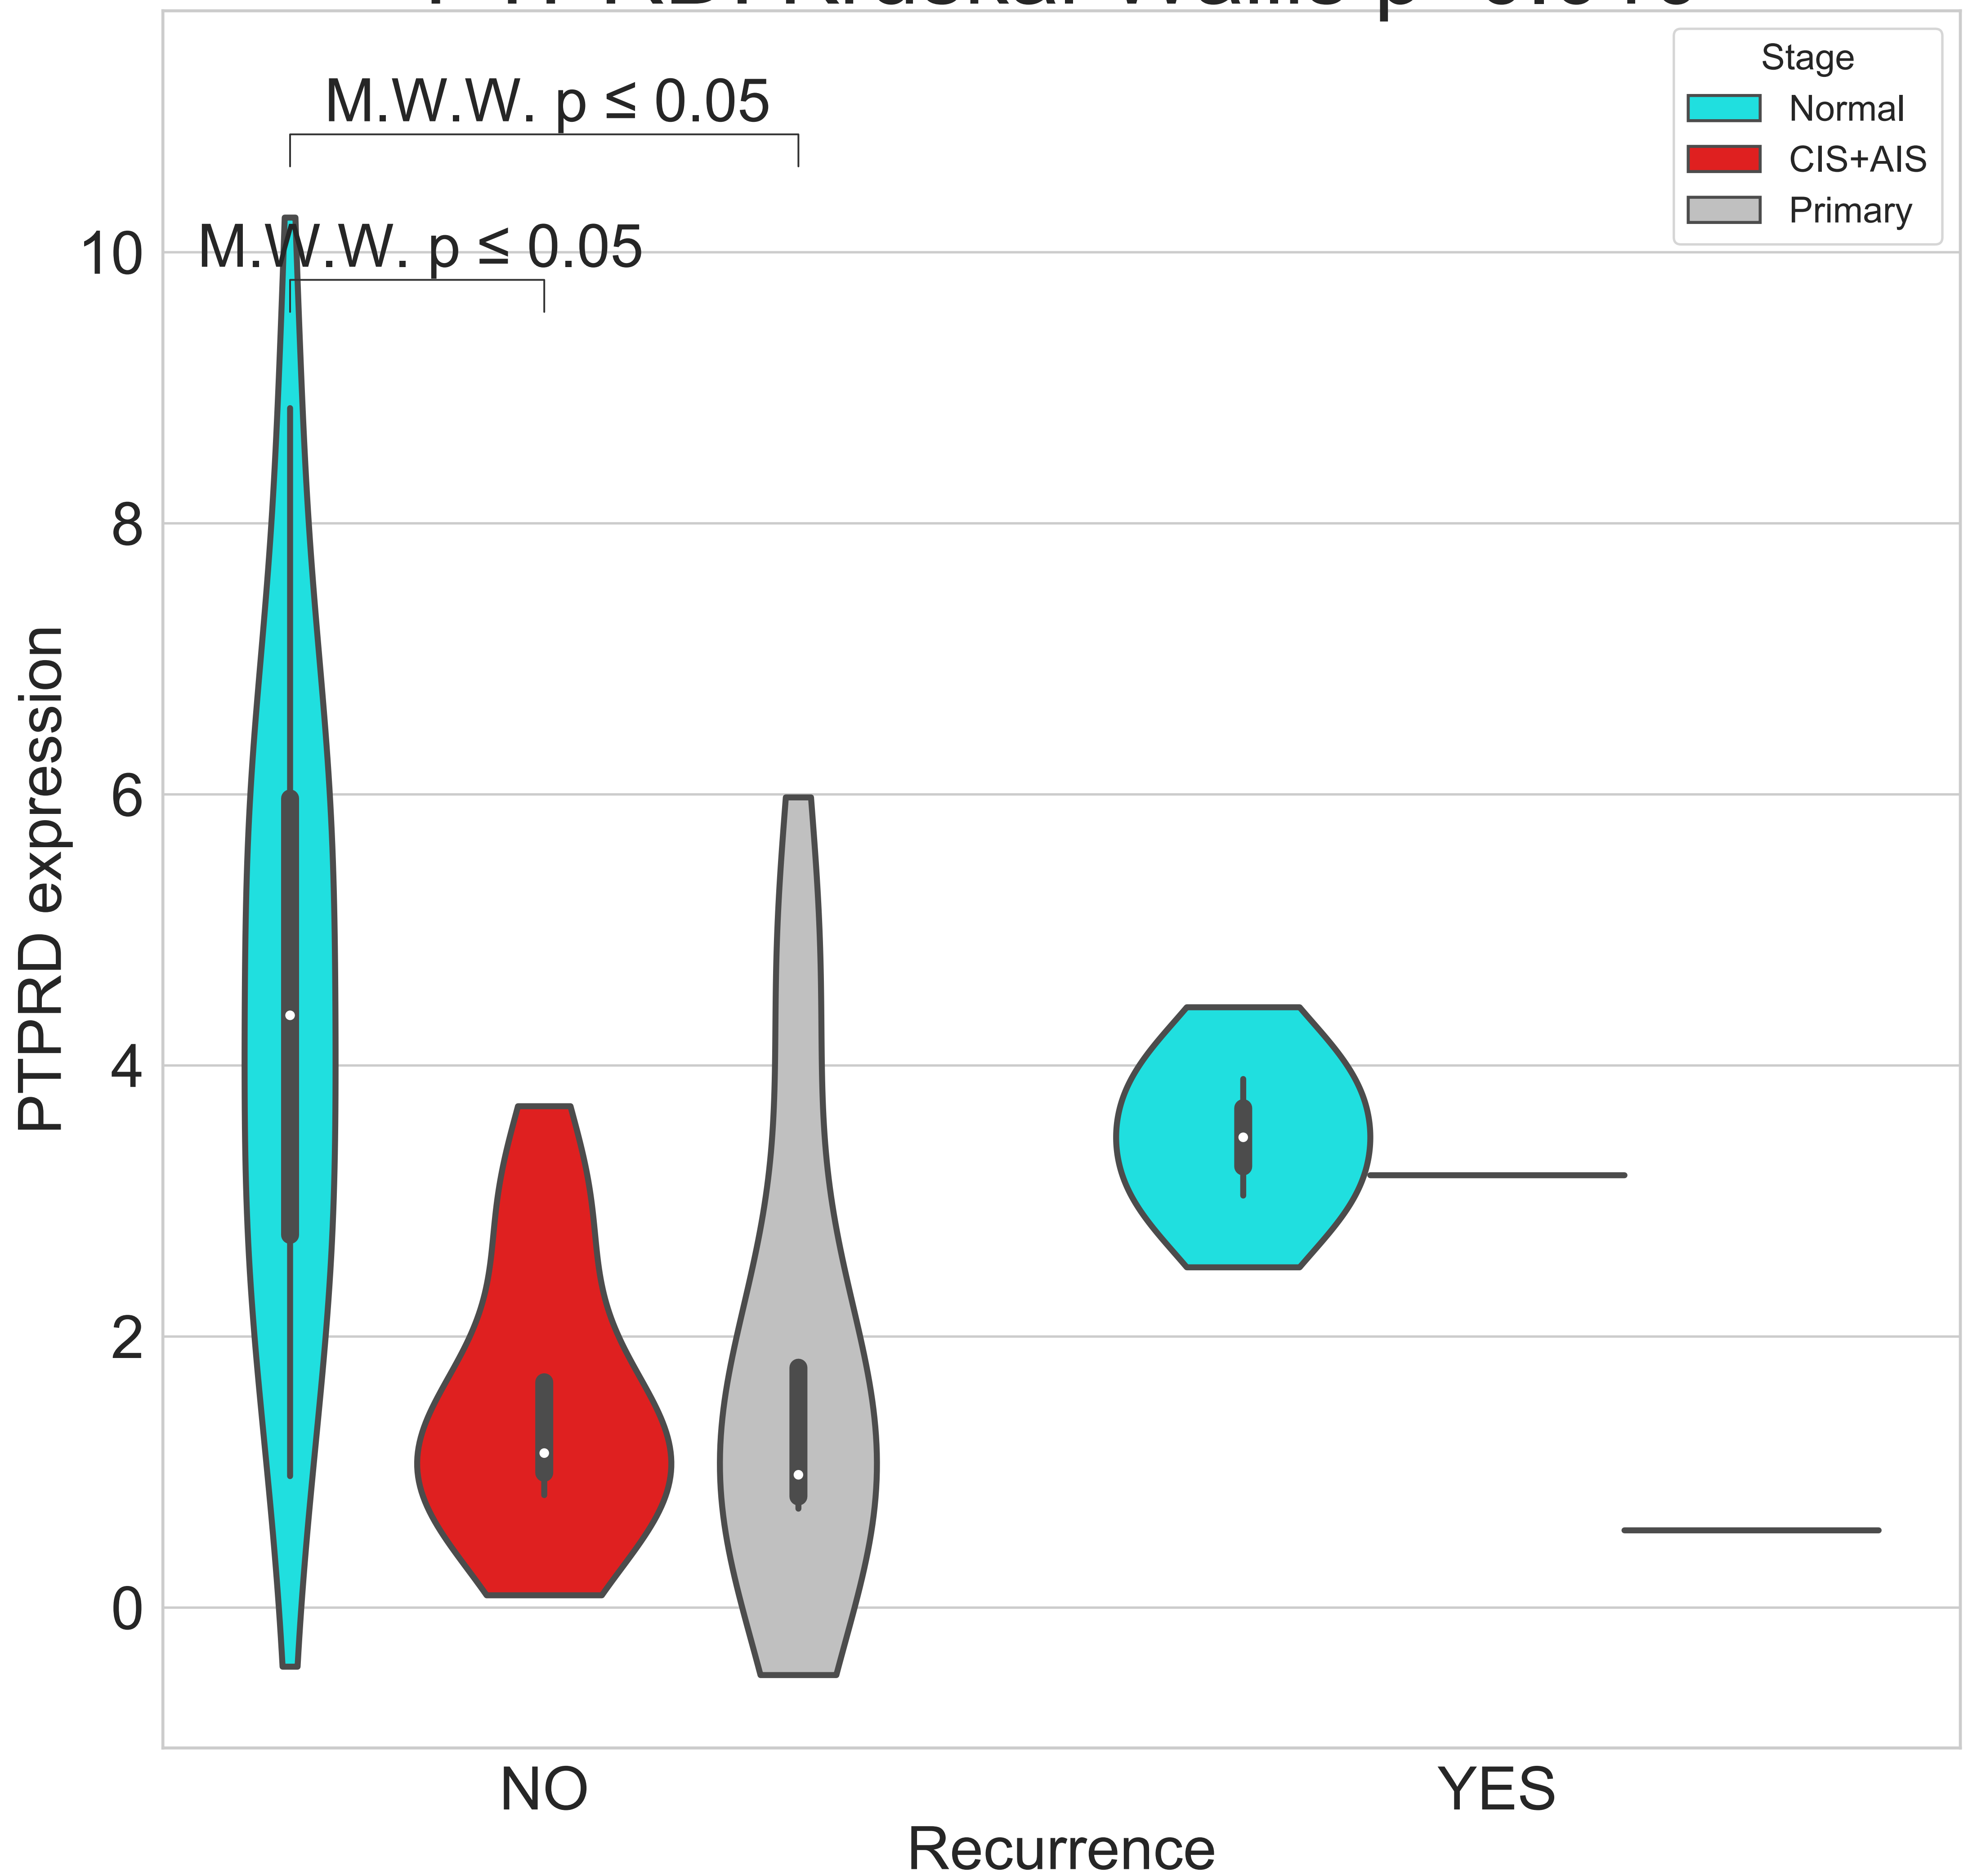 M.W.W. p ≤ 0.05
M.W.W. p ≤ 0.05
Stage
Normal
CIS+AIS
Primary
10
8
6
4
2
0
PTPRD expression
NO
YES
Recurrence